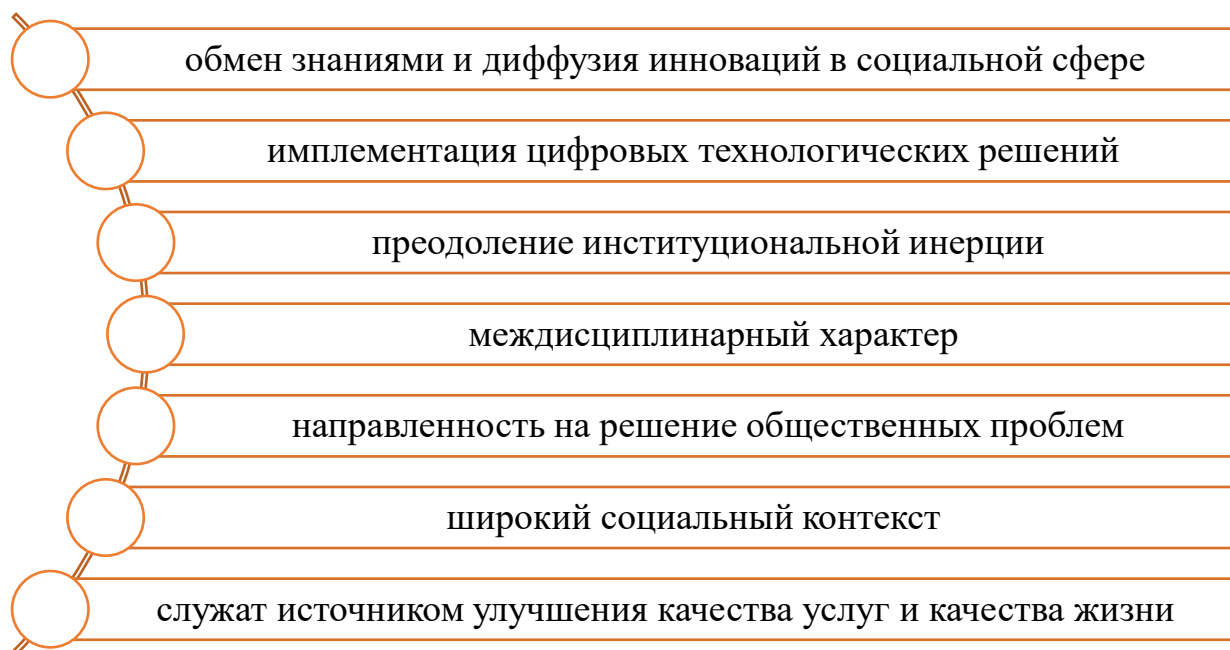 обмен знаниями и диффузия инноваций в социальной сфере
имплементация цифровых технологических решений
преодоление институциональной инерции
междисциплинарный характер
направленность на решение общественных проблем
широкий социальный контекст
служат источником улучшения качества услуг и качества жизни